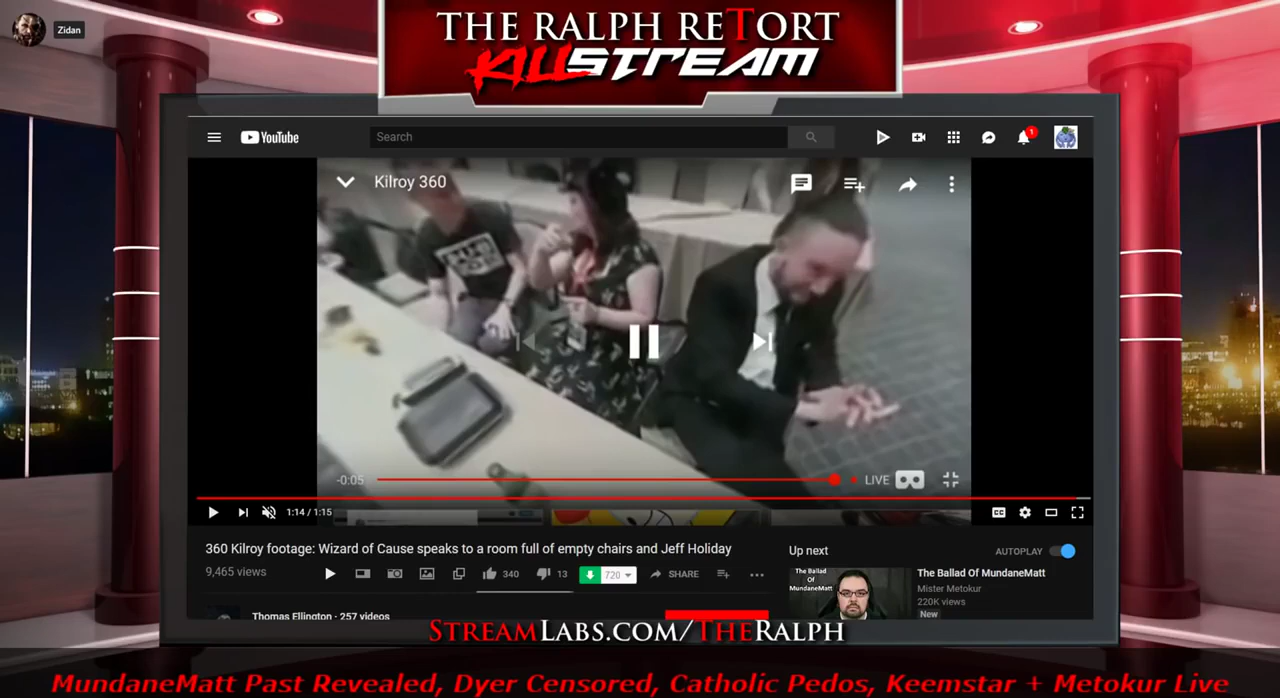 Zidan
THE RALPH RETORT
KILLSTREAM
YouTube
Search
1
Kilroy 360
-0:05
LIVE
1:14 / 1:15
CC
360 Kilroy footage: Wizard of Cause speaks to a room full of empty chairs and Jeff Holiday
9,465 views
340
13
720
SHARE
Thomas Ellington · 257 videos
Up next
AUTOPLAY
The Ballad
Of
MundaneMatt
The Ballad Of MundaneMatt
Mister Metokur
220K views
New
STREAMLABS.COM/THERALPH
MundaneMatt Past Revealed, Dyer Censored, Catholic Pedos, Keemstar + Metokur Live